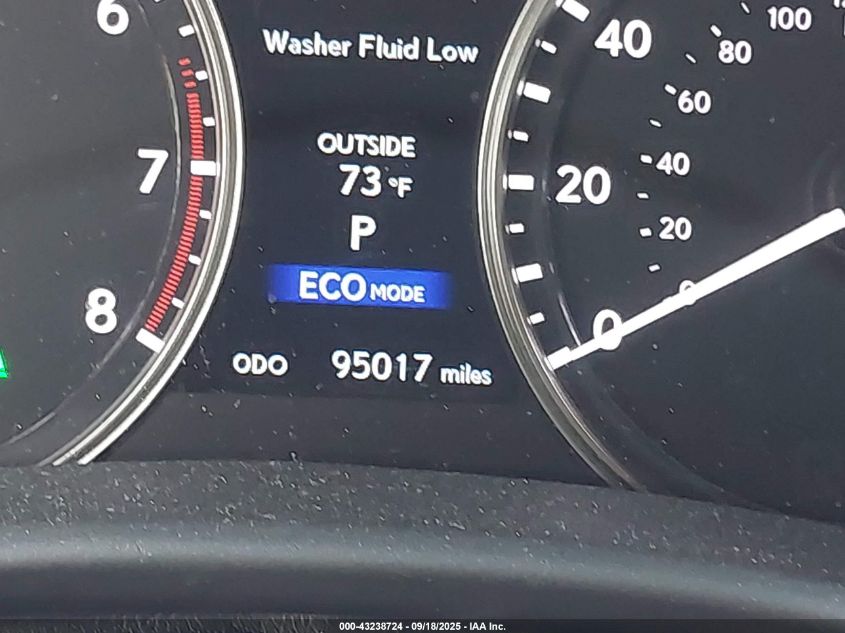 Washer Fluid Low
OUTSIDE
73 °F
P
ECO MODE
ODO 95017 miles
6
7
8
40
20
0
100
80
60
40
20
0
000-43238724 - 09/18/2025 - IAA Inc.